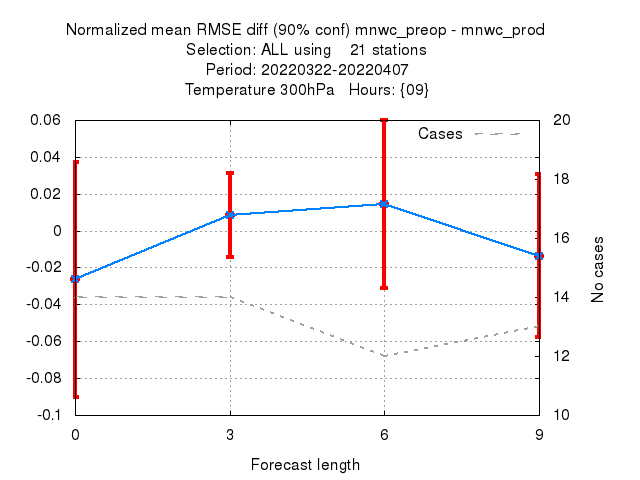 Normalized mean RMSE diff (90% conf) mnwc_preop - mnwc_prod
Selection: ALL using    21 stations
Period: 20220322-20220407
Temperature 300hPa   Hours: {09}
0.06
0.04
0.02
0
-0.02
-0.04
-0.06
-0.08
-0.1
Cases
20
18
16
14
12
10
No cases
0
3
6
9
Forecast length